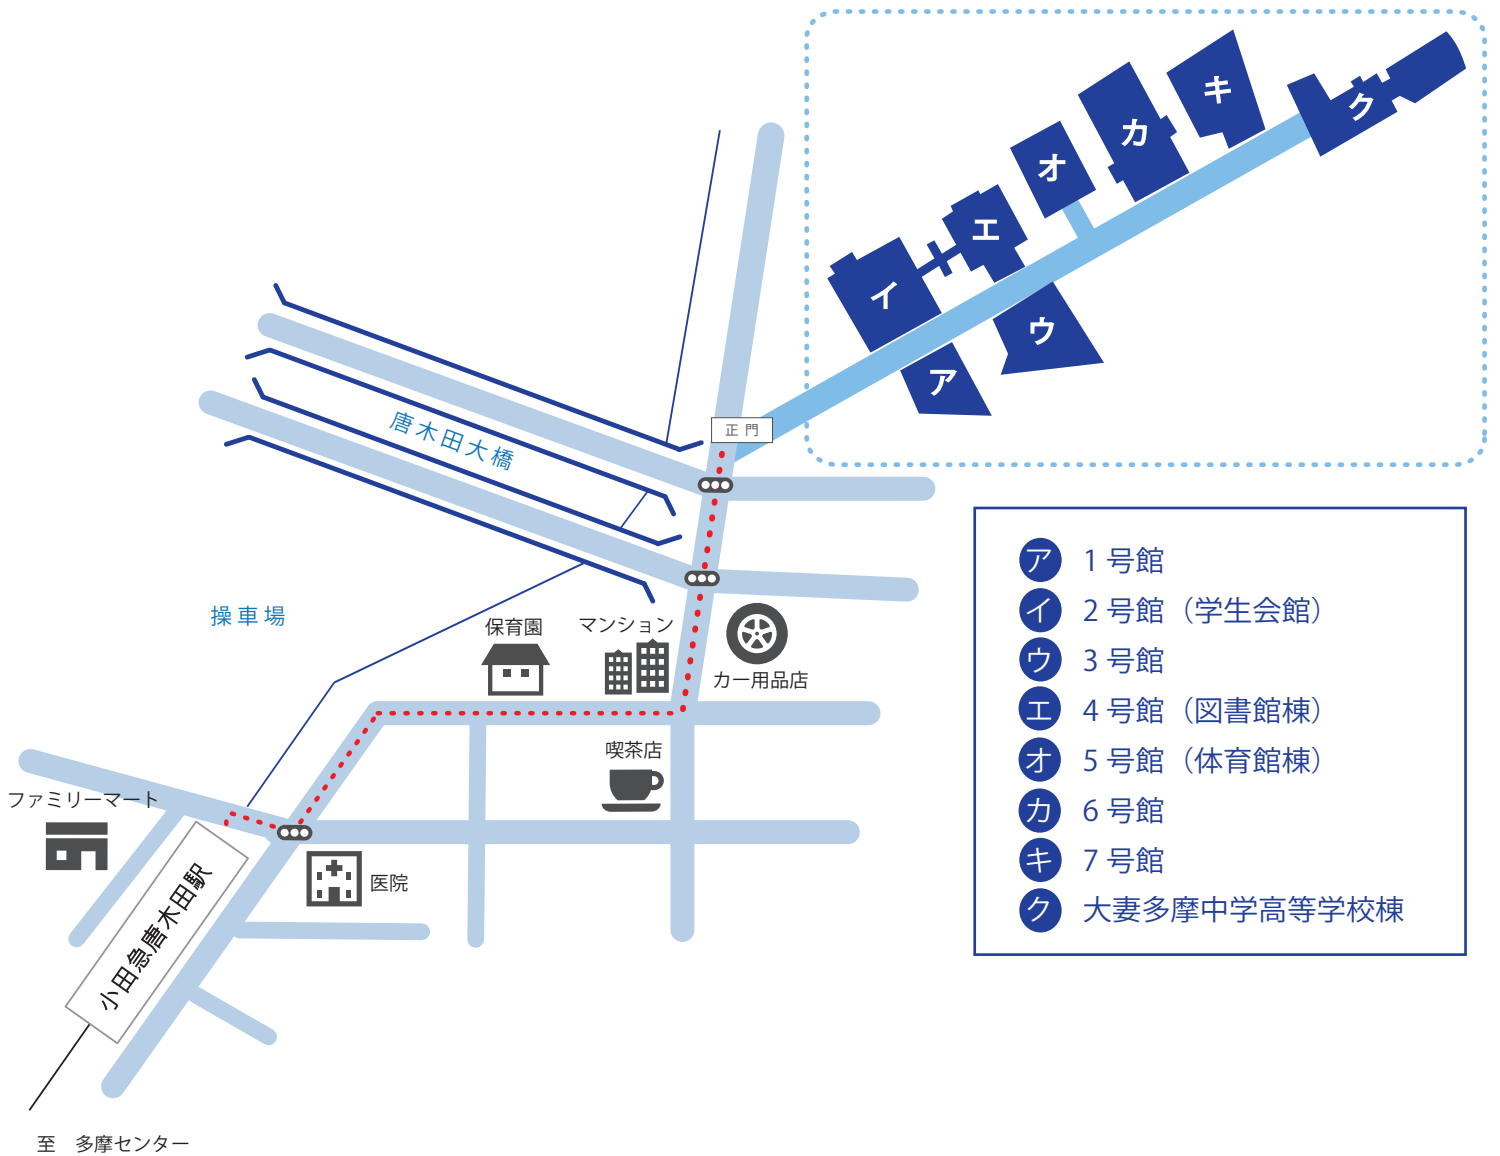 キ
ク
カ
オ
エ
イ
ウ
ア
正門
唐木田大橋
操車場
保育園
マンション
カー用品店
喫茶店
ファミリーマート
医院
小田急唐木田駅
至　多摩センター
ア 1号館
イ 2号館（学生会館）
ウ 3号館
エ 4号館（図書館棟）
オ 5号館（体育館棟）
カ 6号館
キ 7号館
ク 大妻多摩中学高等学校棟